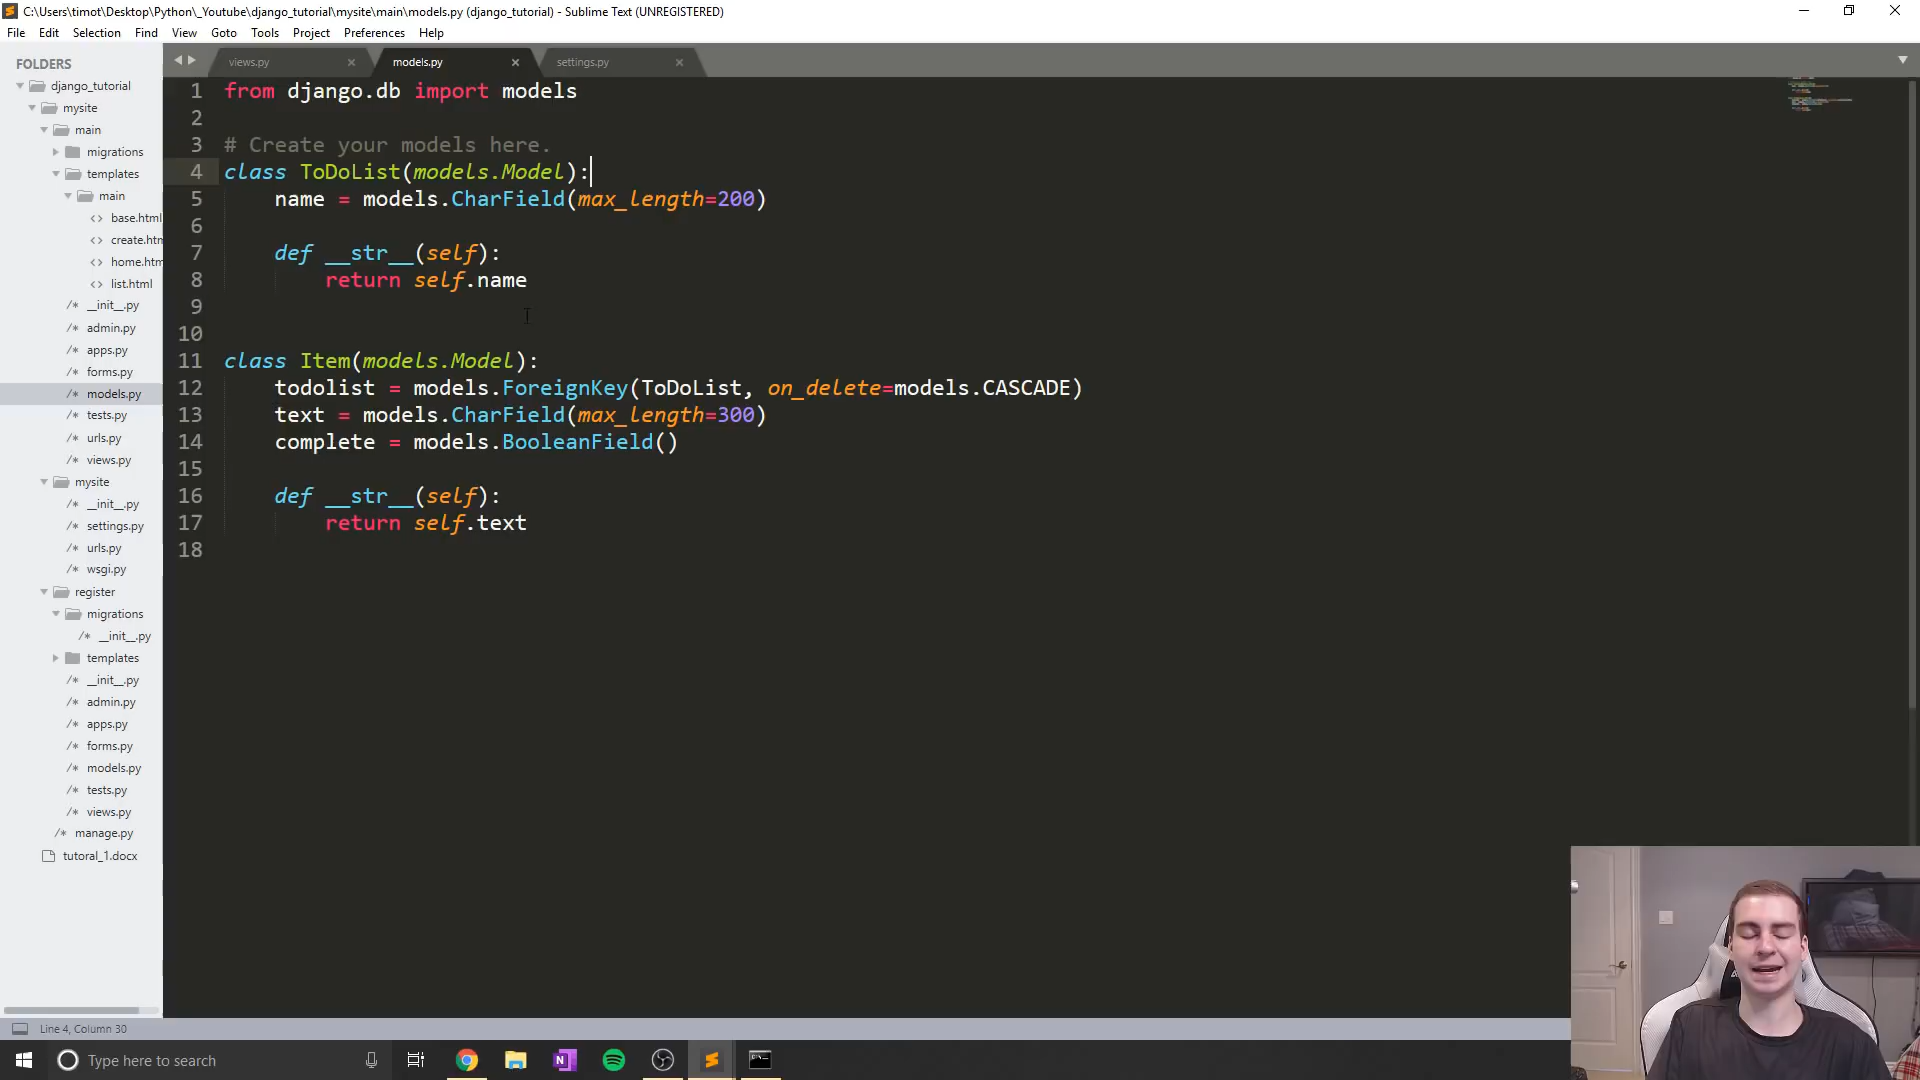 C:\Users\timot\Desktop\Python\_Youtube\django_tutorial\mysite\main\models.py (django_tutorial) - Sublime Text (UNREGISTERED)
File Edit Selection Find View Goto Tools Project Preferences Help
FOLDERS
django_tutorial
mysite
main
migrations
templates
main
base.html
create.htm
home.htm
list.html
/* __init__.py
/* admin.py
/* apps.py
/* forms.py
/* models.py
/* tests.py
/* urls.py
/* views.py
mysite
/* __init__.py
/* settings.py
/* urls.py
/* wsgi.py
register
migrations
/* __init__.py
templates
/* __init__.py
/* admin.py
/* apps.py
/* forms.py
/* models.py
/* tests.py
/* views.py
/* manage.py
tutoral_1.docx
views.py models.py settings.py
1 from django.db import models
2
3 # Create your models here.
4 class ToDoList(models.Model):
5 name = models.CharField(max_length=200)
6
7 def __str__(self):
8 return self.name
9
10
11 class Item(models.Model):
12 todolist = models.ForeignKey(ToDoList, on_delete=models.CASCADE)
13 text = models.CharField(max_length=300)
14 complete = models.BooleanField()
15
16 def __str__(self):
17 return self.text
18
Line 4, Column 30
Type here to search